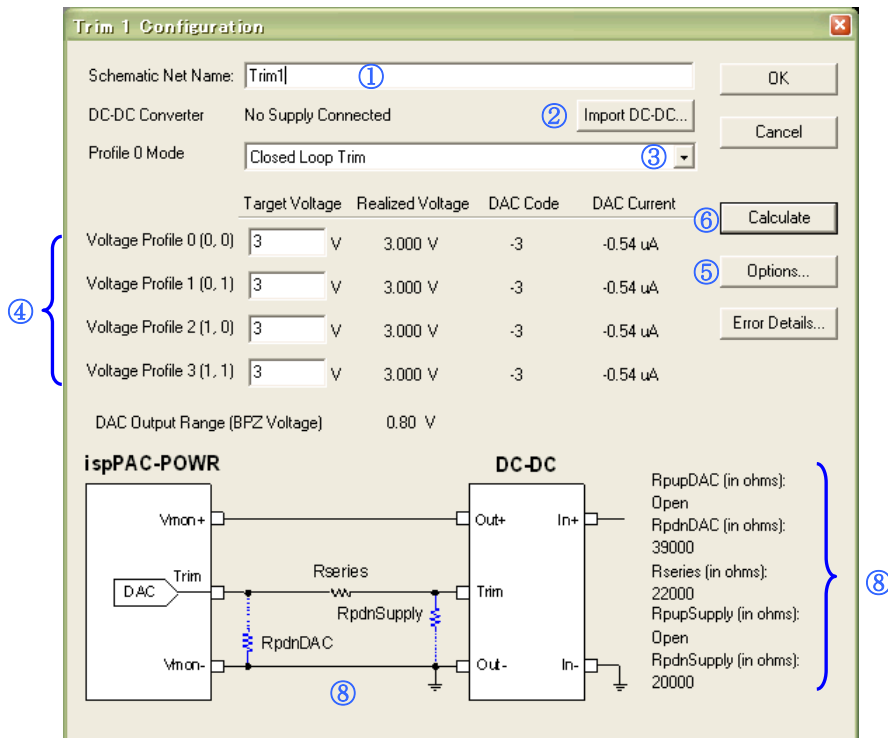 Trim 1 Configuration
Schematic Net Name: Trim1 ① OK
DC-DC Converter No Supply Connected ② Import DC-DC... Cancel
Profile 0 Mode Closed Loop Trim ③
Target Voltage Realized Voltage DAC Code DAC Current ⑥ Calculate
Voltage Profile 0 (0, 0) 3 V 3.000 V -3 -0.54 uA
Voltage Profile 1 (0, 1) 3 V 3.000 V -3 -0.54 uA ⑤ Options...
④
Voltage Profile 2 (1, 0) 3 V 3.000 V -3 -0.54 uA Error Details...
Voltage Profile 3 (1, 1) 3 V 3.000 V -3 -0.54 uA
DAC Output Range (BPZ Voltage) 0.80 V
ispPAC-POWR DC-DC
Vmon+ Out+ In+
DAC Trim Rseries Trim
RpdnSupply
RpdnDAC
Vmon- Out- In-
⑧
RpupDAC (in ohms):
Open
RpdnDAC (in ohms):
39000
Rseries (in ohms):
22000
RpupSupply (in ohms):
Open
RpdnSupply (in ohms):
20000
⑧